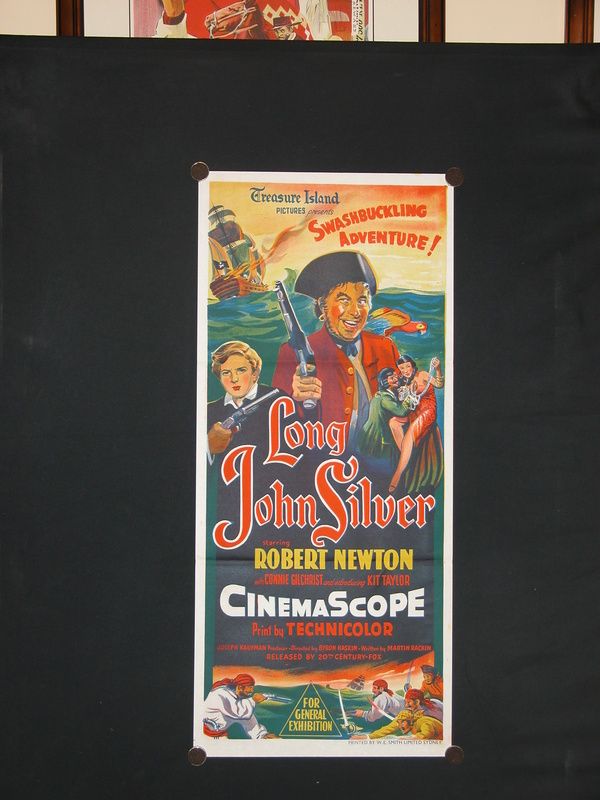 Treasure Island
PICTURES presents
SWASHBUCKLING
ADVENTURE!
Long
John Silver
starring
ROBERT NEWTON
with CONNIE GILCHRIST and introducing KIT TAYLOR
CINEMASCOPE
Print by TECHNICOLOR
JOSEPH KAUFMAN Producer · Directed by BYRON HASKIN · Written by MARTIN RACKIN
RELEASED BY 20TH CENTURY-FOX
FOR
GENERAL
EXHIBITION
PRINTED BY W.E. SMITH LIMITED SYDNEY